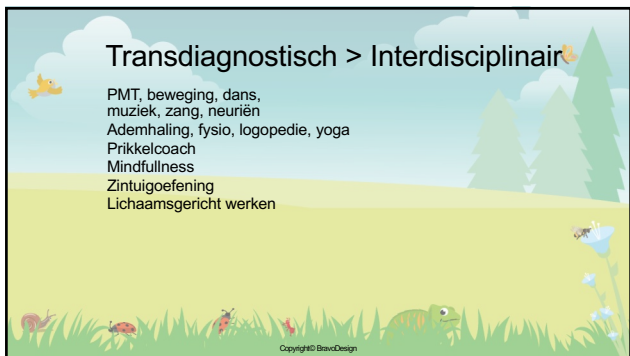 Transdiagnostisch > Interdisciplinair
PMT, beweging, dans,
muziek, zang, neuriën
Ademhaling, fysio, logopedie, yoga
Prikkelcoach
Mindfullness
Zintuigoefening
Lichaamsgericht werken
Copyright© BravoDesign